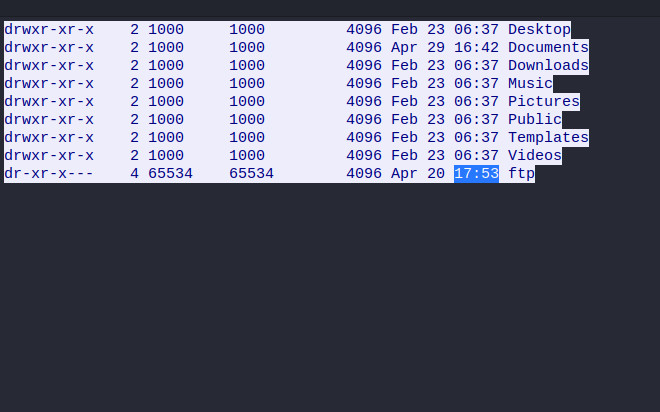 drwxr-xr-x    2 1000     1000         4096 Feb 23 06:37 Desktop
drwxr-xr-x    2 1000     1000         4096 Apr 29 16:42 Documents
drwxr-xr-x    2 1000     1000         4096 Feb 23 06:37 Downloads
drwxr-xr-x    2 1000     1000         4096 Feb 23 06:37 Music
drwxr-xr-x    2 1000     1000         4096 Feb 23 06:37 Pictures
drwxr-xr-x    2 1000     1000         4096 Feb 23 06:37 Public
drwxr-xr-x    2 1000     1000         4096 Feb 23 06:37 Templates
drwxr-xr-x    2 1000     1000         4096 Feb 23 06:37 Videos
dr-xr-x---    4 65534    65534        4096 Apr 20 17:53 ftp